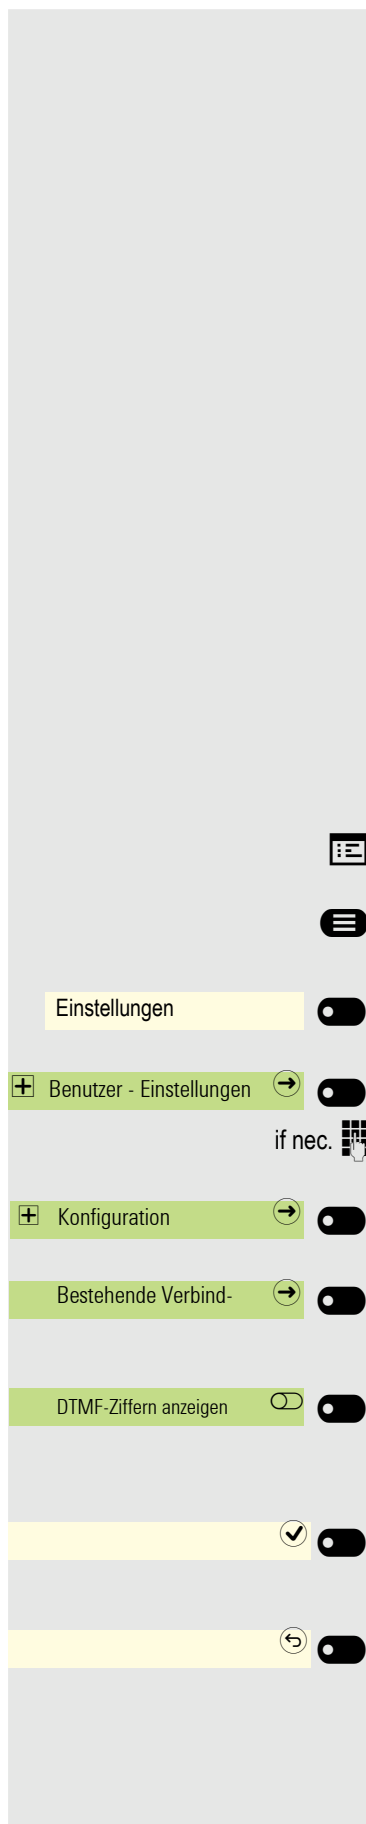 Einstellungen
Benutzer - Einstellungen
if nec.
Konfiguration
Bestehende Verbind-
DTMF-Ziffern anzeigen